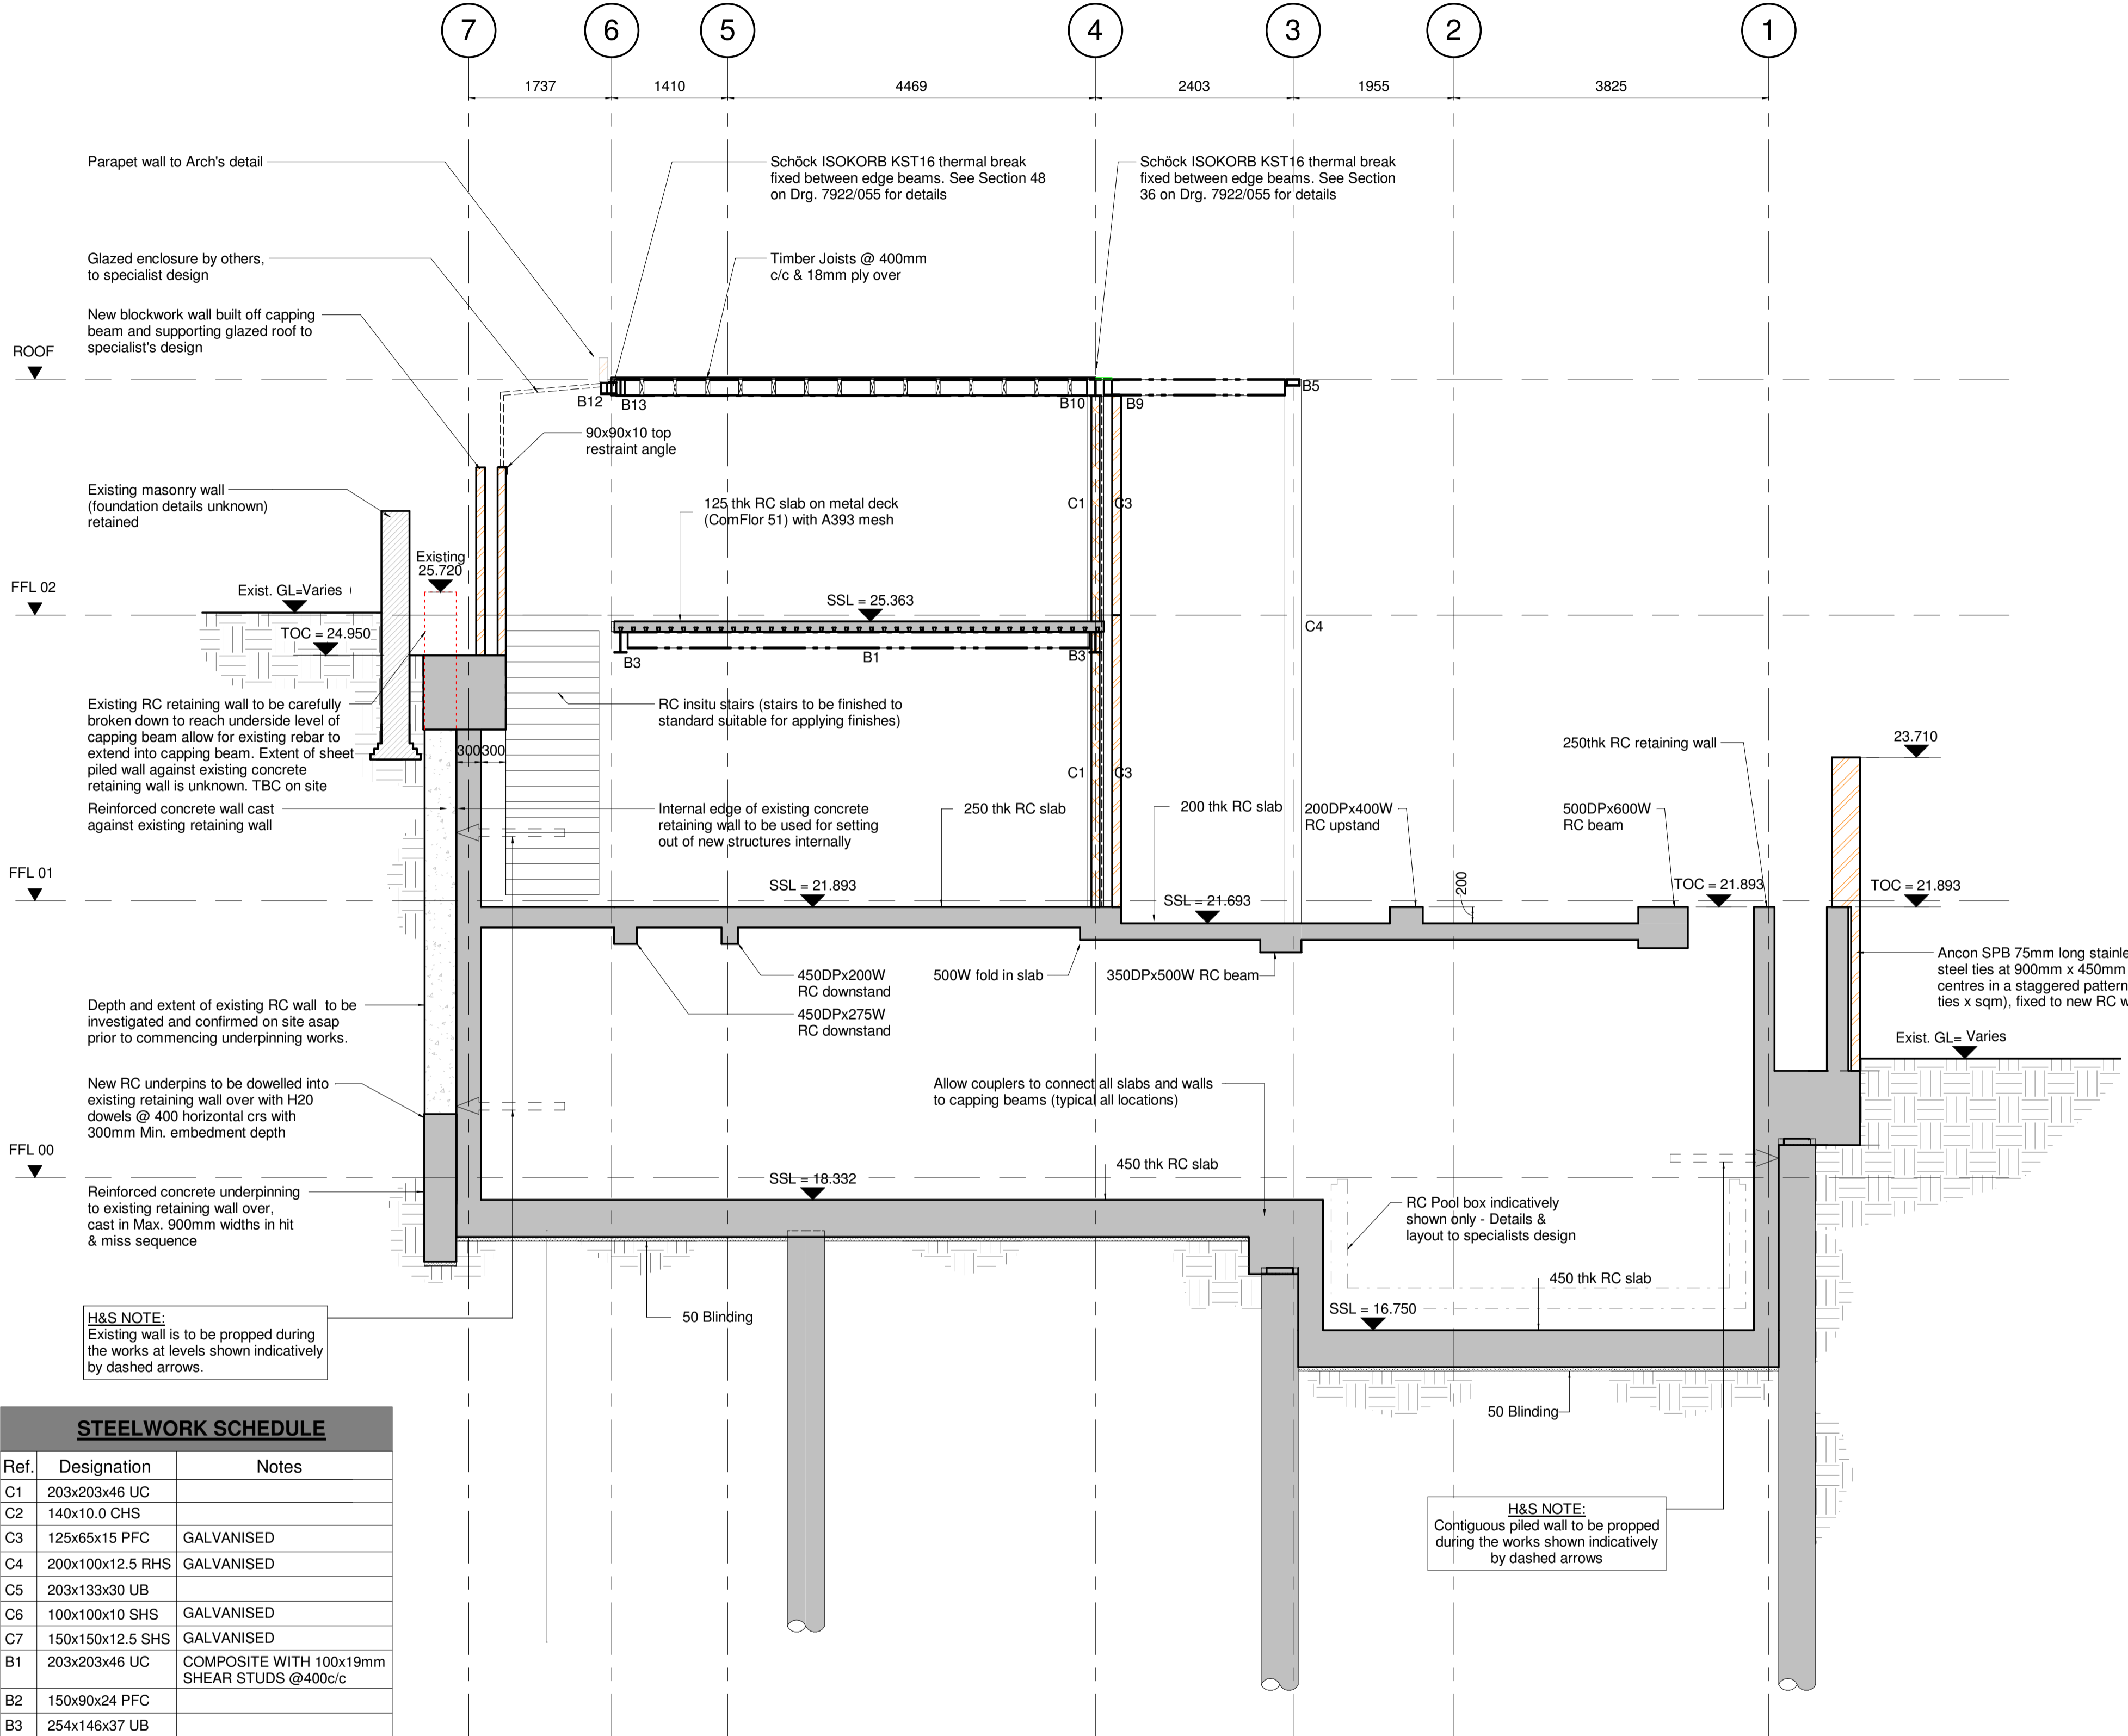 7
6
5
4
3
2
1
1737
1410
4469
2403
1955
3825
Parapet wall to Arch's detail
Schöck ISOKORB KST16 thermal break
fixed between edge beams. See Section 48
on Drg. 7922/055 for details
Schöck ISOKORB KST16 thermal break
fixed between edge beams. See Section
36 on Drg. 7922/055 for details
Glazed enclosure by others,
to specialist design
Timber Joists @ 400mm
c/c & 18mm ply over
New blockwork wall built off capping
beam and supporting glazed roof to
specialist's design
ROOF
B12
B13
B10
B9
B5
90x90x10 top
restraint angle
Existing masonry wall
(foundation details unknown)
retained
125 thk RC slab on metal deck
(ComFlor 51) with A393 mesh
C1
C3
Existing
25.720
FFL 02
Exist. GL=Varies
SSL = 25.363
TOC = 24.950
C4
B3
B1
B3
Existing RC retaining wall to be carefully
broken down to reach underside level of
capping beam allow for existing rebar to
extend into capping beam. Extent of sheet
piled wall against existing concrete
retaining wall is unknown. TBC on site
RC insitu stairs (stairs to be finished to
standard suitable for applying finishes)
300
300
250thk RC retaining wall
23.710
C1
C3
Reinforced concrete wall cast
against existing retaining wall
Internal edge of existing concrete
retaining wall to be used for setting
out of new structures internally
250 thk RC slab
200 thk RC slab
200DPx400W
RC upstand
500DPx600W
RC beam
FFL 01
SSL = 21.893
SSL = 21.693
200
TOC = 21.893
TOC = 21.893
Ancon SPB 75mm long stainle
steel ties at 900mm x 450mm
centres in a staggered pattern
ties x sqm), fixed to new RC w
450DPx200W
RC downstand
500W fold in slab
350DPx500W RC beam
Depth and extent of existing RC wall to be
investigated and confirmed on site asap
prior to commencing underpinning works.
450DPx275W
RC downstand
Exist. GL= Varies
New RC underpins to be dowelled into
existing retaining wall over with H20
dowels @ 400 horizontal crs with
300mm Min. embedment depth
Allow couplers to connect all slabs and walls
to capping beams (typical all locations)
FFL 00
SSL = 18.332
450 thk RC slab
Reinforced concrete underpinning
to existing retaining wall over,
cast in Max. 900mm widths in hit
& miss sequence
RC Pool box indicatively
shown only - Details &
layout to specialists design
450 thk RC slab
SSL = 16.750
50 Blinding
H&S NOTE:
Existing wall is to be propped during
the works at levels shown indicatively
by dashed arrows.
50 Blinding
H&S NOTE:
Contiguous piled wall to be propped
during the works shown indicatively
by dashed arrows
STEELWORK SCHEDULE
Ref. Designation Notes
C1 203x203x46 UC
C2 140x10.0 CHS
C3 125x65x15 PFC GALVANISED
C4 200x100x12.5 RHS GALVANISED
C5 203x133x30 UB
C6 100x100x10 SHS GALVANISED
C7 150x150x12.5 SHS GALVANISED
B1 203x203x46 UC COMPOSITE WITH 100x19mm
SHEAR STUDS @400c/c
B2 150x90x24 PFC
B3 254x146x37 UB